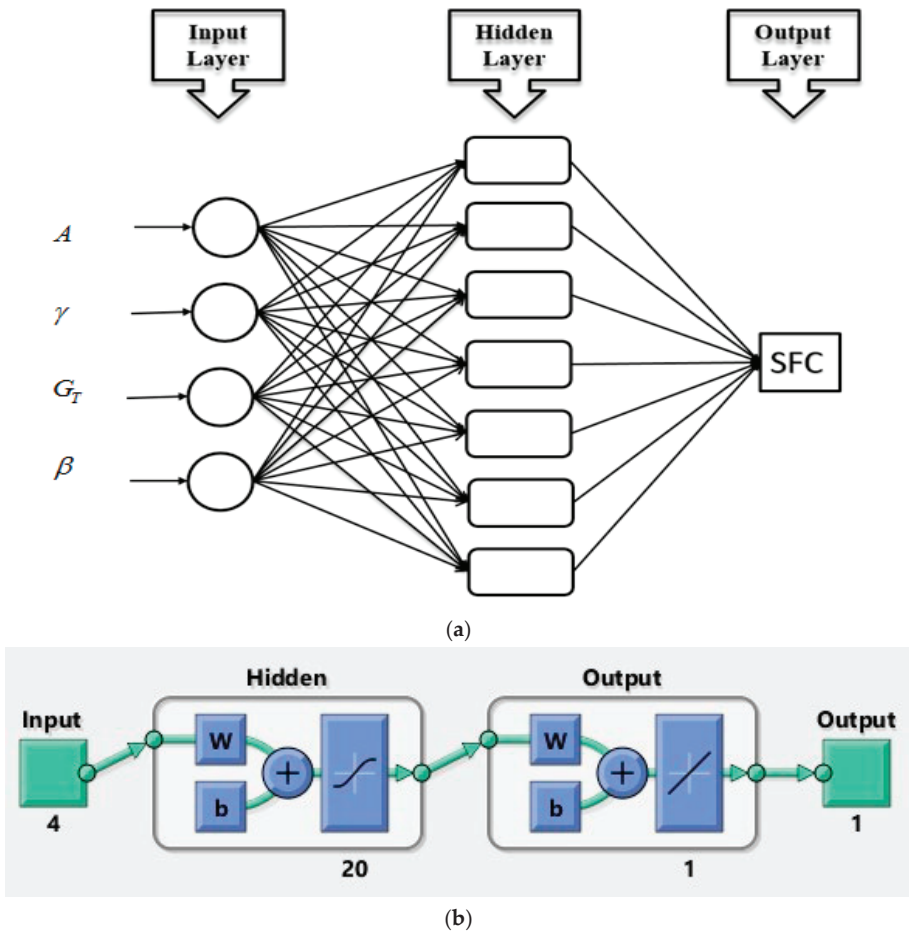 Input
Layer
Hidden
Layer
Output
Layer
A
γ
G_T
β
SFC
(a)
Hidden
Output
Input
Output
W
b
+
W
b
+
4
20
1
1
(b)